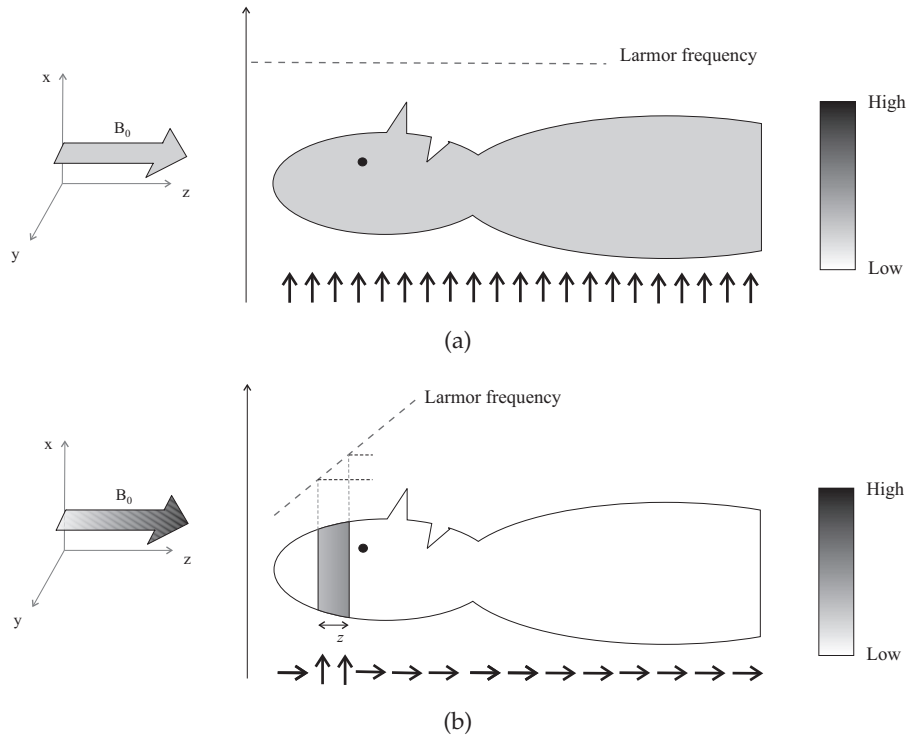 Larmor frequency
High
x
B₀
z
y
Low
(a)
Larmor frequency
x
High
B₀
z
y
z
Low
(b)